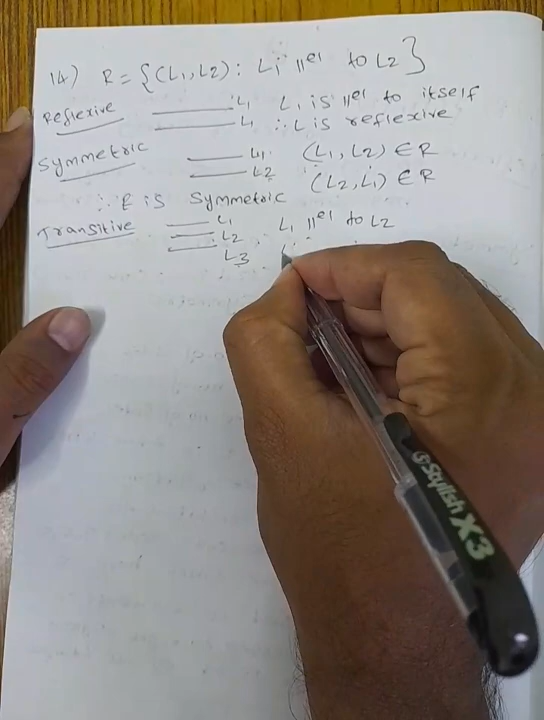 14) R = {(L1, L2) : L1 ||el to L2}
Reflexive L1 L1 is ||el to itself
L1 ∴ L is reflexive
Symmetric L1 (L1, L2) ∈ R
L2 (L2, L1) ∈ R
∴ R is Symmetric
Transitive L1 L1 ||el to L2
L2
L3
Stylish X3